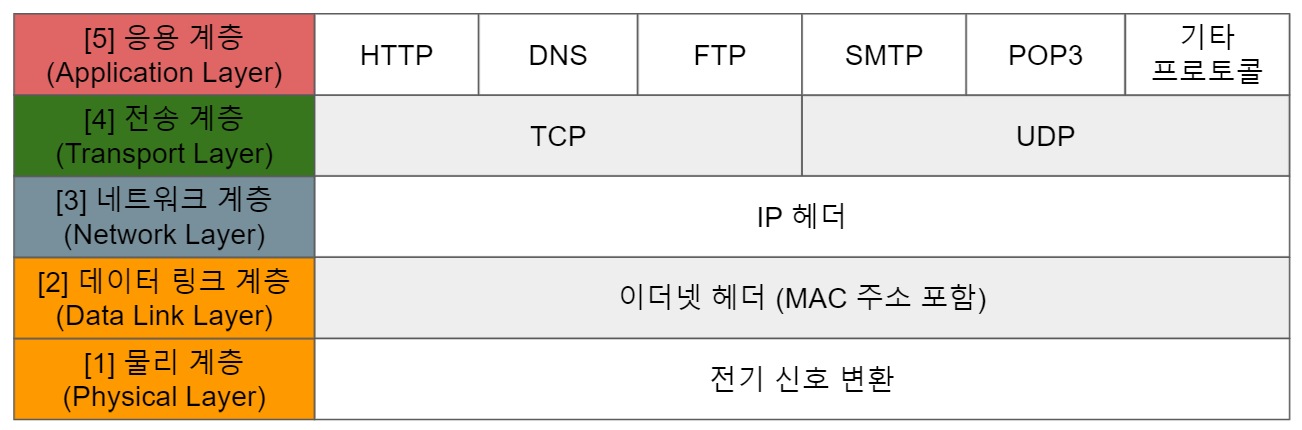 [5] 응용 계층
(Application Layer)
HTTP
DNS
FTP
SMTP
POP3
기타
프로토콜
[4] 전송 계층
(Transport Layer)
TCP
UDP
[3] 네트워크 계층
(Network Layer)
IP 헤더
[2] 데이터 링크 계층
(Data Link Layer)
이더넷 헤더 (MAC 주소 포함)
[1] 물리 계층
(Physical Layer)
전기 신호 변환